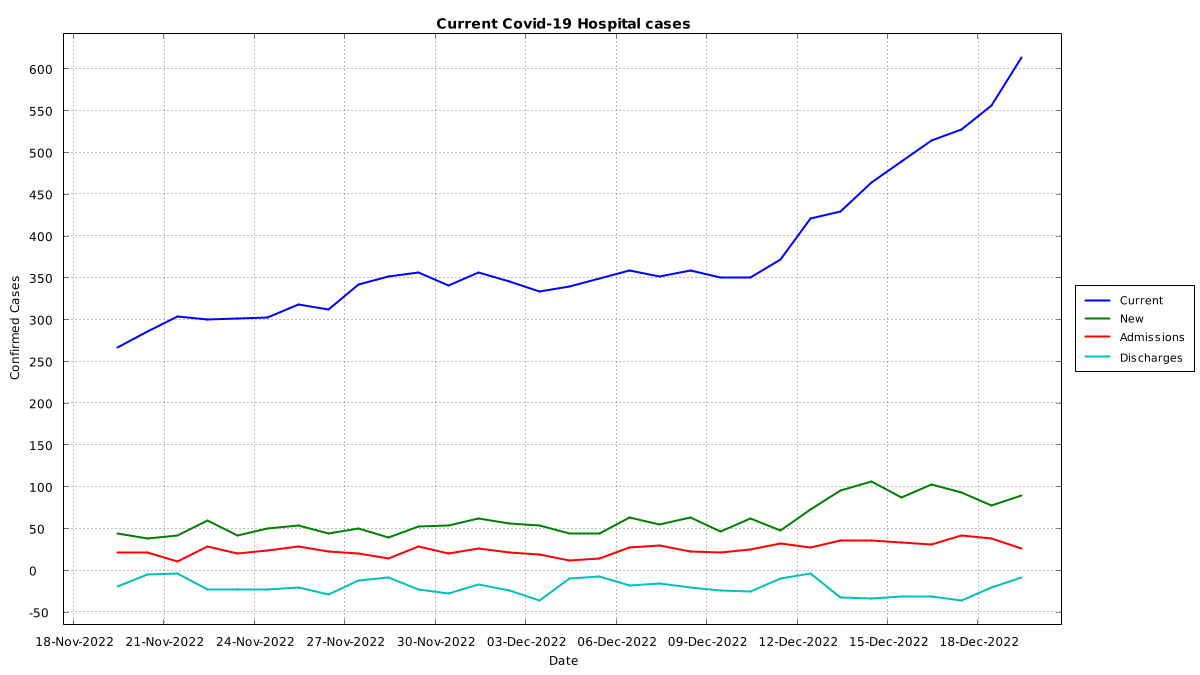 Current Covid-19 Hospital cases
600
550
500
450
400
350
300
250
200
150
100
50
0
-50
Confirmed Cases
18-Nov-2022 21-Nov-2022 24-Nov-2022 27-Nov-2022 30-Nov-2022 03-Dec-2022 06-Dec-2022 09-Dec-2022 12-Dec-2022 15-Dec-2022 18-Dec-2022
Date
Current
New
Admissions
Discharges